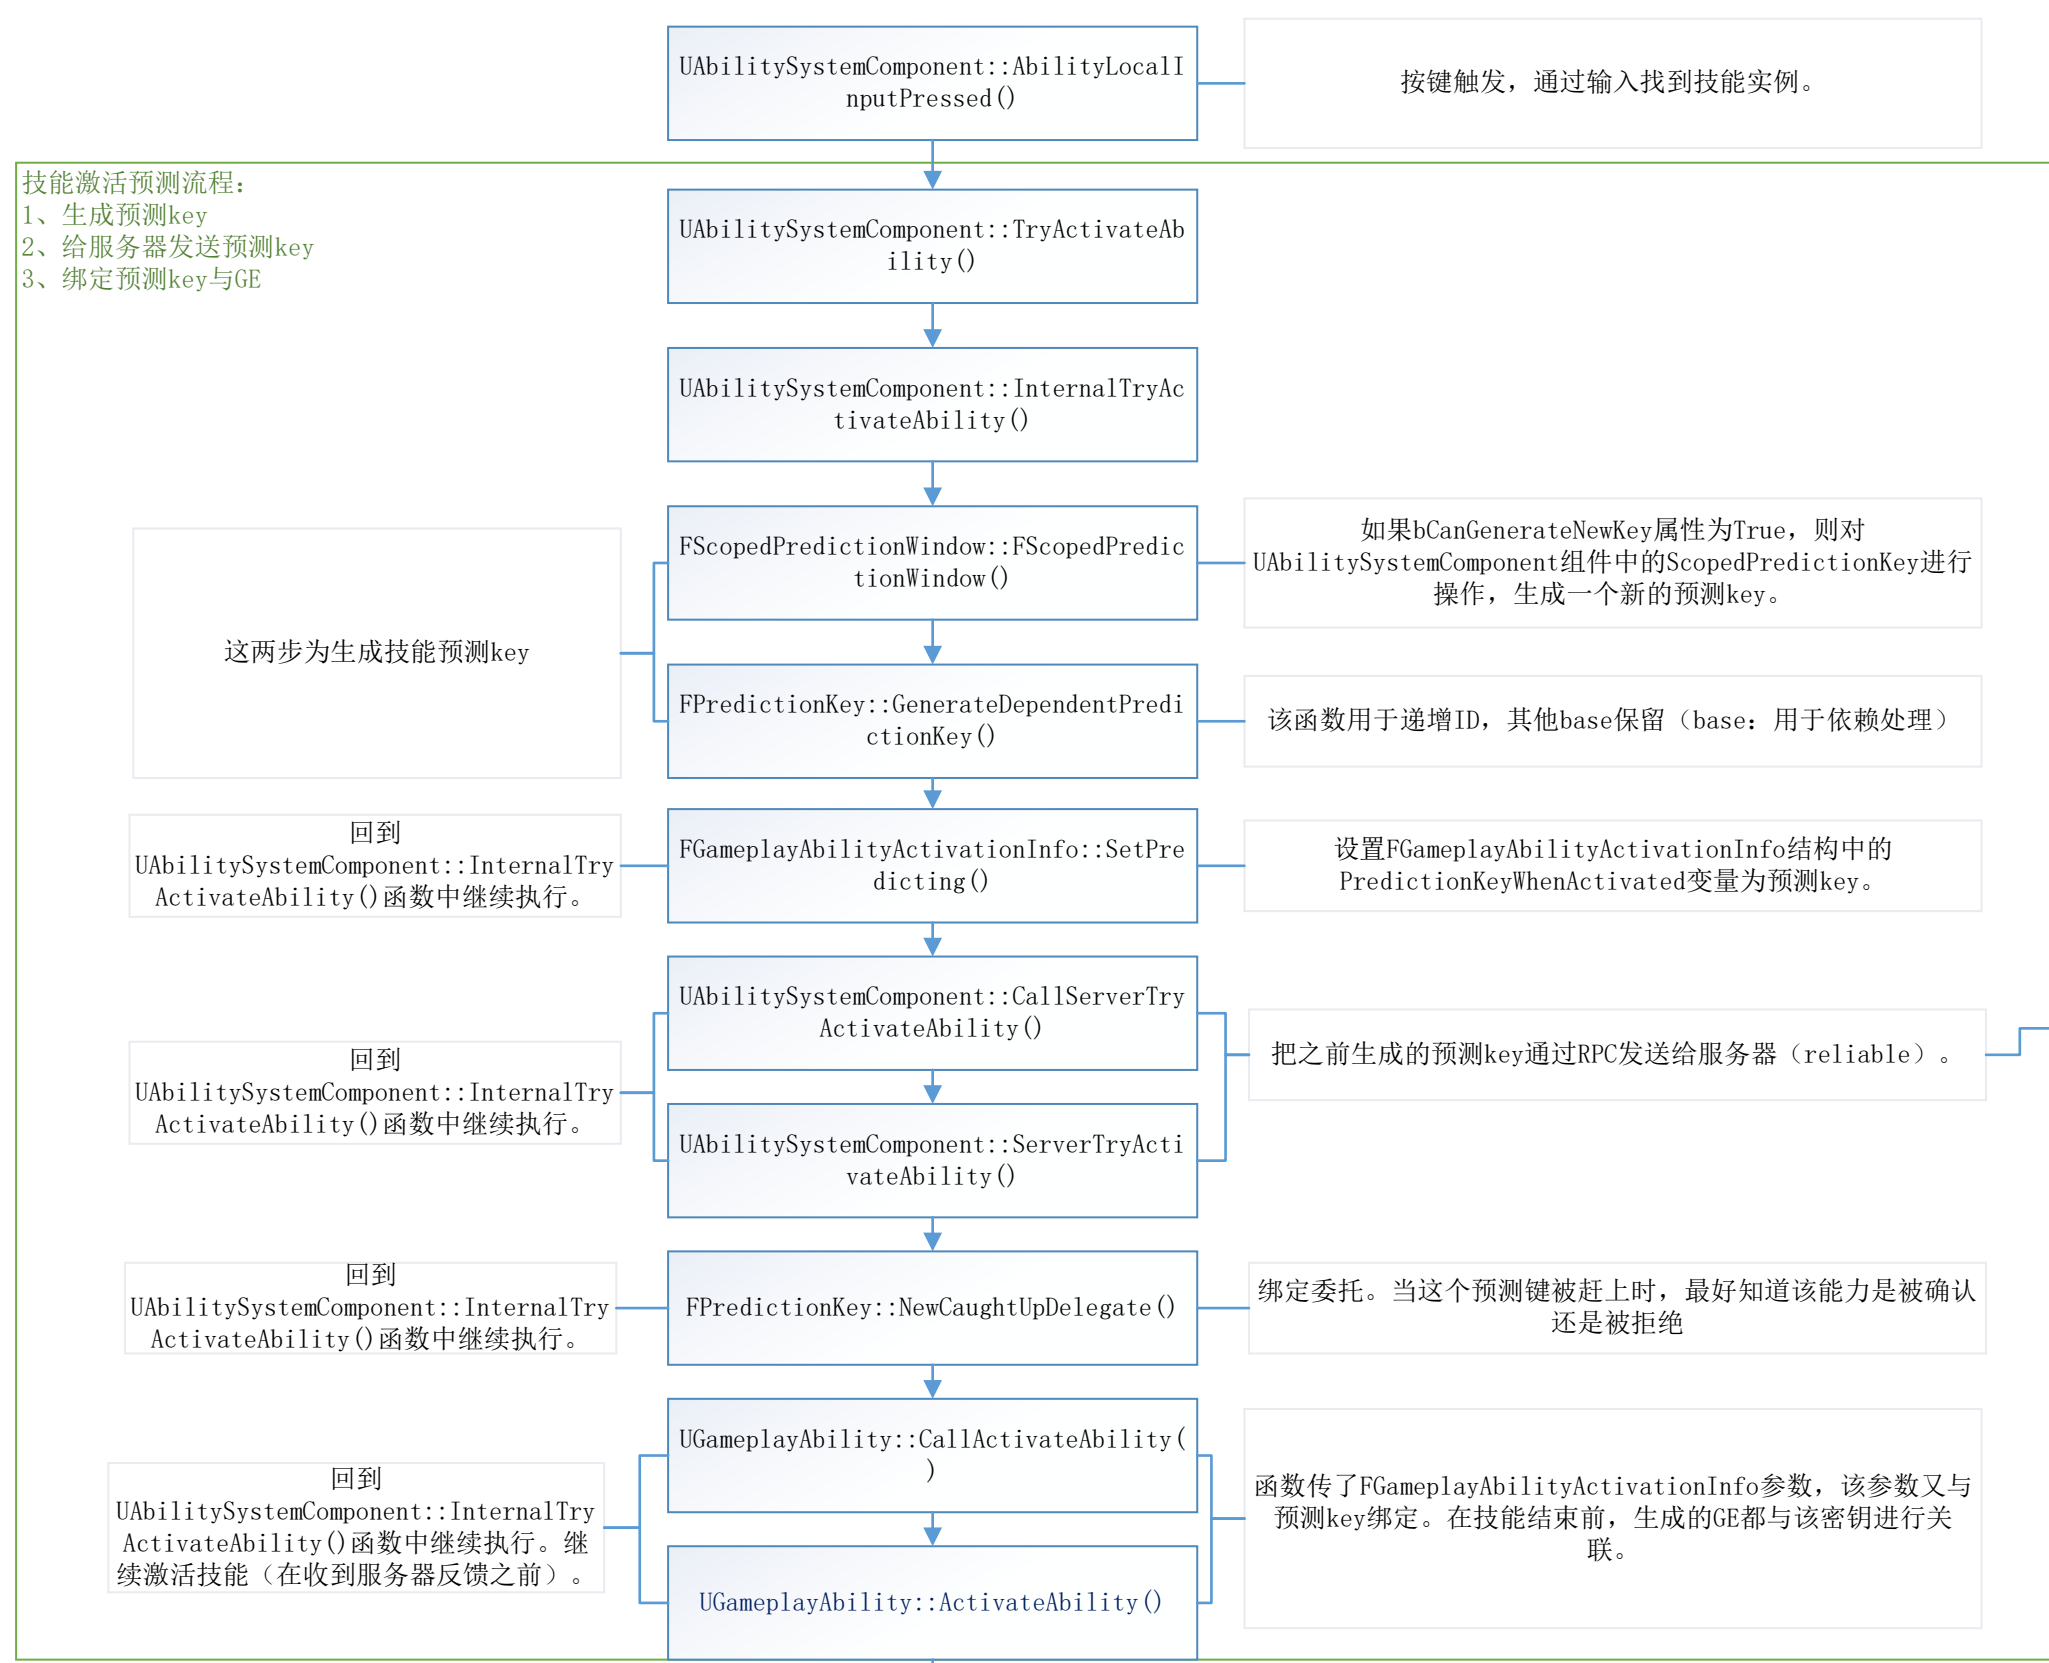 UAbilitySystemComponent::AbilityLocalI
nputPressed()
按键触发，通过输入找到技能实例。
技能激活预测流程：
1、生成预测key
2、给服务器发送预测key
3、绑定预测key与GE
UAbilitySystemComponent::TryActivateAb
ility()
UAbilitySystemComponent::InternalTryAc
tivateAbility()
FScopedPredictionWindow::FScopedPredic
tionWindow()
如果bCanGenerateNewKey属性为True，则对
UAbilitySystemComponent组件中的ScopedPredictionKey进行
操作，生成一个新的预测key。
这两步为生成技能预测key
FPredictionKey::GenerateDependentPredi
ctionKey()
该函数用于递增ID，其他base保留（base：用于依赖处理）
回到
UAbilitySystemComponent::InternalTry
ActivateAbility()函数中继续执行。
FGameplayAbilityActivationInfo::SetPre
dicting()
设置FGameplayAbilityActivationInfo结构中的
PredictionKeyWhenActivated变量为预测key。
UAbilitySystemComponent::CallServerTry
ActivateAbility()
回到
UAbilitySystemComponent::InternalTry
ActivateAbility()函数中继续执行。
把之前生成的预测key通过RPC发送给服务器（reliable）。
UAbilitySystemComponent::ServerTryActi
vateAbility()
回到
UAbilitySystemComponent::InternalTry
ActivateAbility()函数中继续执行。
FPredictionKey::NewCaughtUpDelegate()
绑定委托。当这个预测键被赶上时，最好知道该能力是被确认
还是被拒绝
UGameplayAbility::CallActivateAbility(
)
回到
UAbilitySystemComponent::InternalTry
ActivateAbility()函数中继续执行。继
续激活技能（在收到服务器反馈之前）。
函数传了FGameplayAbilityActivationInfo参数，该参数又与
预测key绑定。在技能结束前，生成的GE都与该密钥进行关
联。
UGameplayAbility::ActivateAbility()